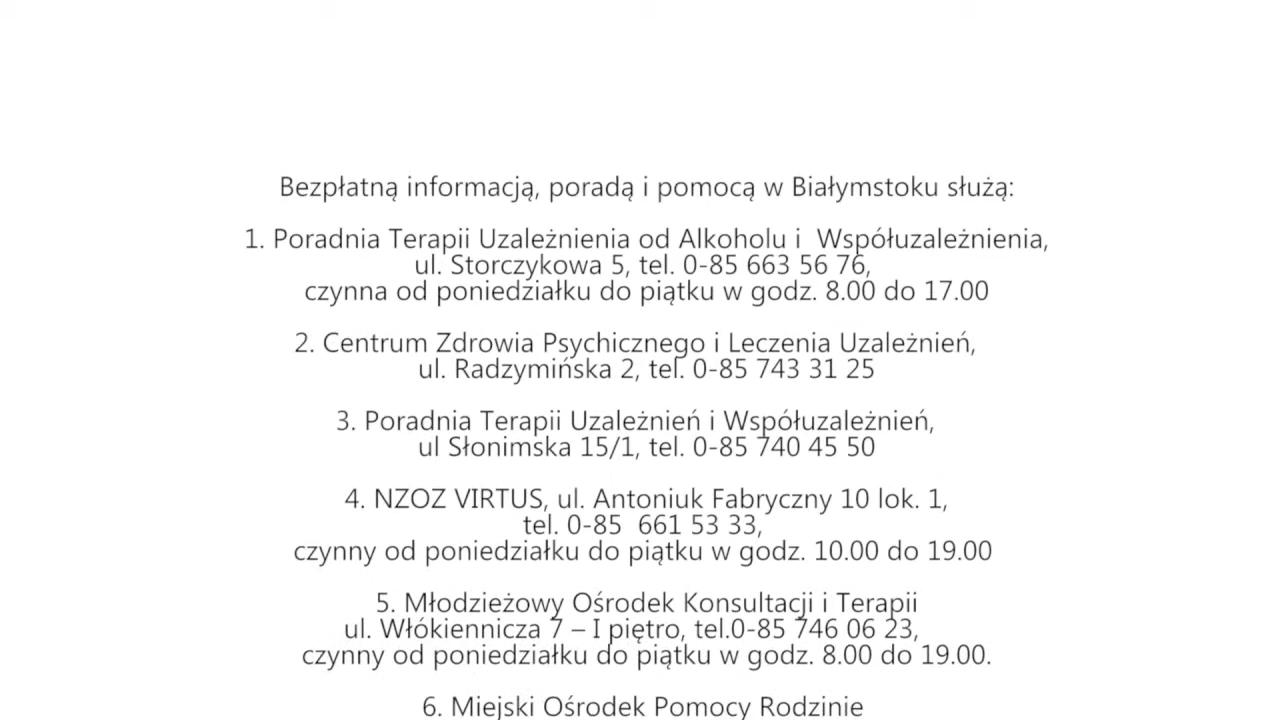 Bezpłatną informacją, poradą i pomocą w Białymstoku służą:
1. Poradnia Terapii Uzależnienia od Alkoholu i  Współuzależnienia,
ul. Storczykowa 5, tel. 0-85 663 56 76,
czynna od poniedziałku do piątku w godz. 8.00 do 17.00
2. Centrum Zdrowia Psychicznego i Leczenia Uzależnień,
ul. Radzymińska 2, tel. 0-85 743 31 25
3. Poradnia Terapii Uzależnień i Współuzależnień,
ul Słonimska 15/1, tel. 0-85 740 45 50
4. NZOZ VIRTUS, ul. Antoniuk Fabryczny 10 lok. 1,
tel. 0-85  661 53 33,
czynny od poniedziałku do piątku w godz. 10.00 do 19.00
5. Młodzieżowy Ośrodek Konsultacji i Terapii
ul. Włókiennicza 7 – I piętro, tel.0-85 746 06 23,
czynny od poniedziałku do piątku w godz. 8.00 do 19.00.
6. Miejski Ośrodek Pomocy Rodzinie